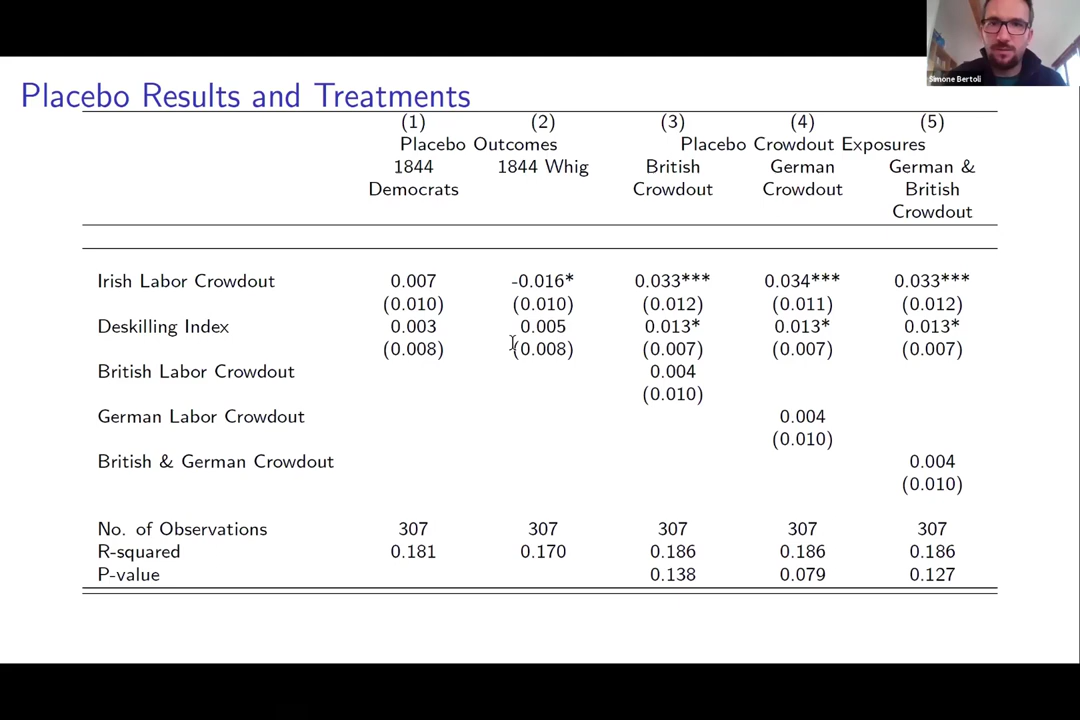 Simone Bertoli
Placebo Results and Treatments
(1) (2) (3) (4) (5)
Placebo Outcomes Placebo Crowdout Exposures
1844 1844 Whig British German German &
Democrats Crowdout Crowdout British
Crowdout
Irish Labor Crowdout 0.007 -0.016* 0.033*** 0.034*** 0.033***
(0.010) (0.010) (0.012) (0.011) (0.012)
Deskilling Index 0.003 0.005 0.013* 0.013* 0.013*
(0.008) (0.008) (0.007) (0.007) (0.007)
British Labor Crowdout 0.004
(0.010)
German Labor Crowdout 0.004
(0.010)
British & German Crowdout 0.004
(0.010)
No. of Observations 307 307 307 307 307
R-squared 0.181 0.170 0.186 0.186 0.186
P-value 0.138 0.079 0.127